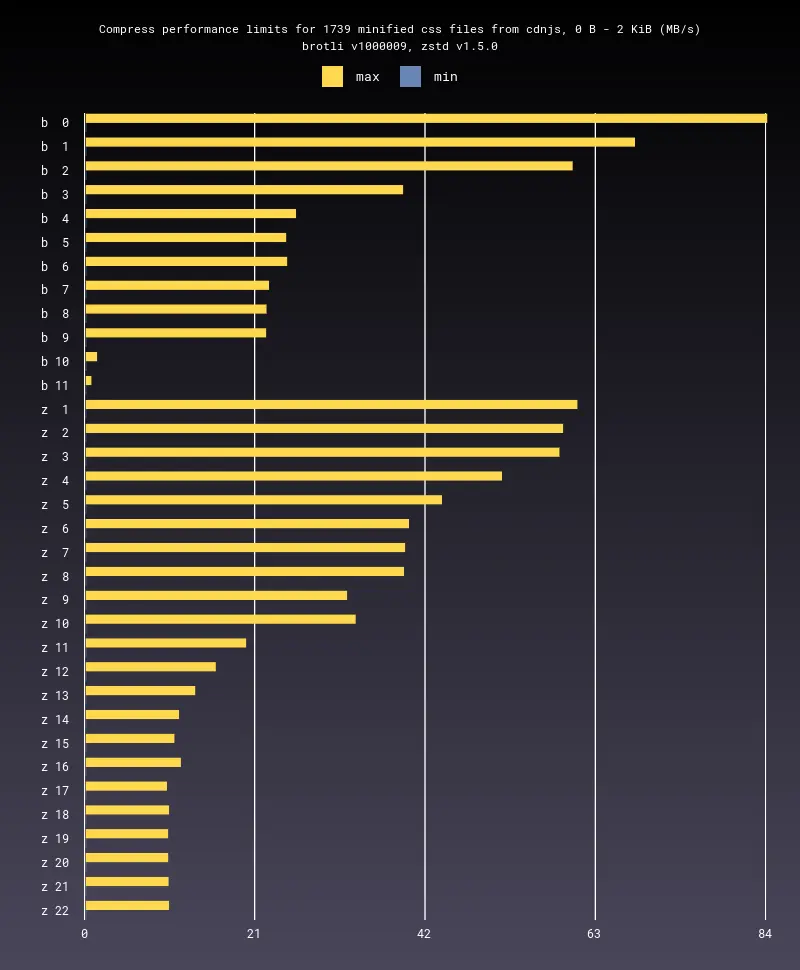 Compress performance limits for 1739 minified css files from cdnjs, 0 B - 2 KiB (MB/s)
brotli v1000009, zstd v1.5.0
max min
b 0
b 1
b 2
b 3
b 4
b 5
b 6
b 7
b 8
b 9
b 10
b 11
z 1
z 2
z 3
z 4
z 5
z 6
z 7
z 8
z 9
z 10
z 11
z 12
z 13
z 14
z 15
z 16
z 17
z 18
z 19
z 20
z 21
z 22
0 21 42 63 84